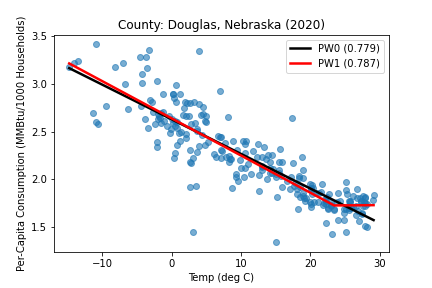 County: Douglas, Nebraska (2020)
Per-Capita Consumption (MMBtu/1000 Households)
3.5
3.0
2.5
2.0
1.5
PW0 (0.779)
PW1 (0.787)
−10
0
10
20
30
Temp (deg C)